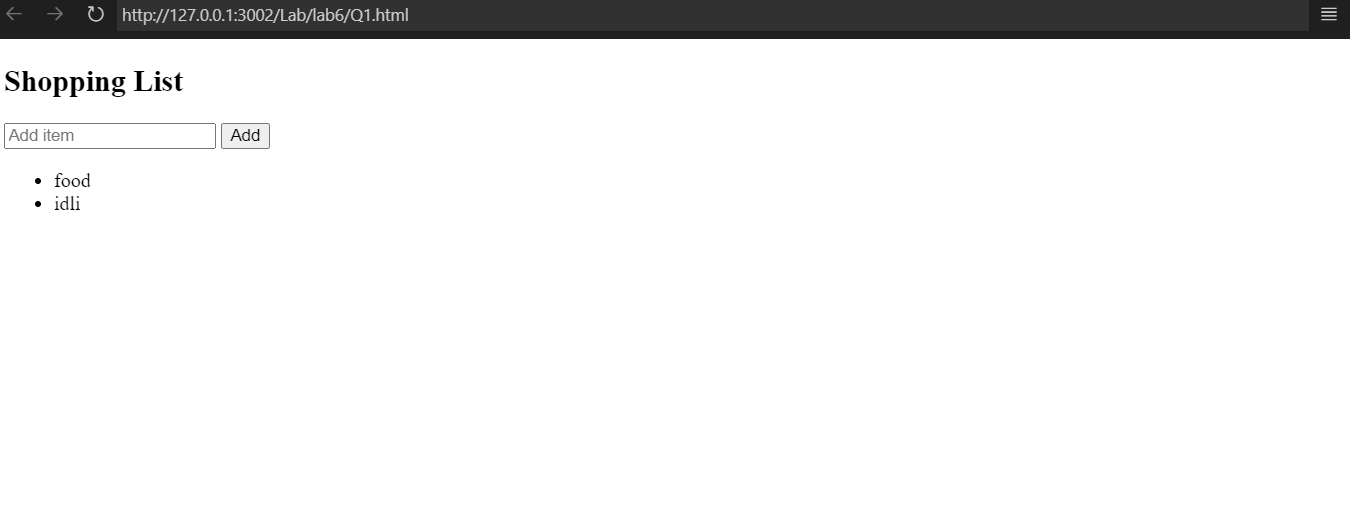 http://127.0.0.1:3002/Lab/lab6/Q1.html
Shopping List
Add item Add
food
idli